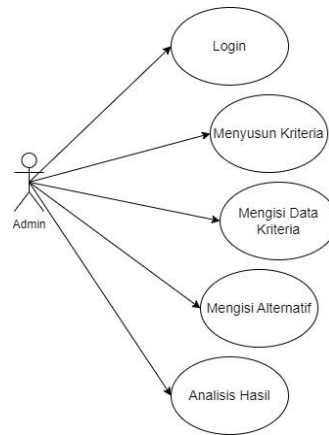 Login
Menyusun Kriteria
Admin
Mengisi Data
Kriteria
Mengisi Alternatif
Analisis Hasil